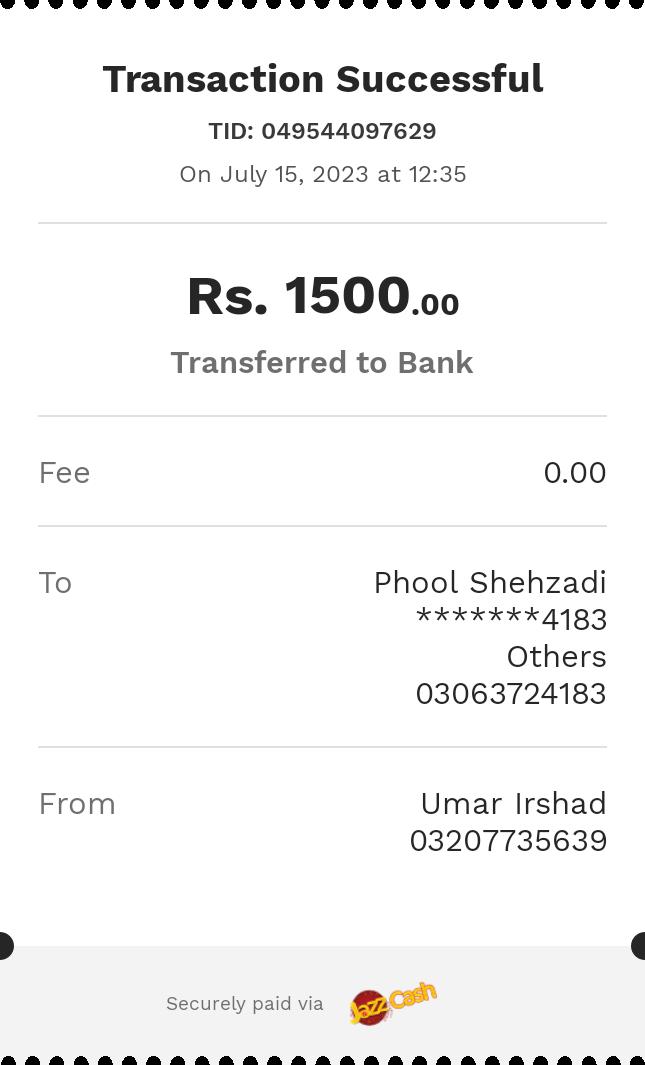 Transaction Successful
TID: 049544097629
On July 15, 2023 at 12:35
Rs. 1500.00
Transferred to Bank
Fee 0.00
To Phool Shehzadi
*******4183
Others
03063724183
From Umar Irshad
03207735639
Securely paid via JazzCash